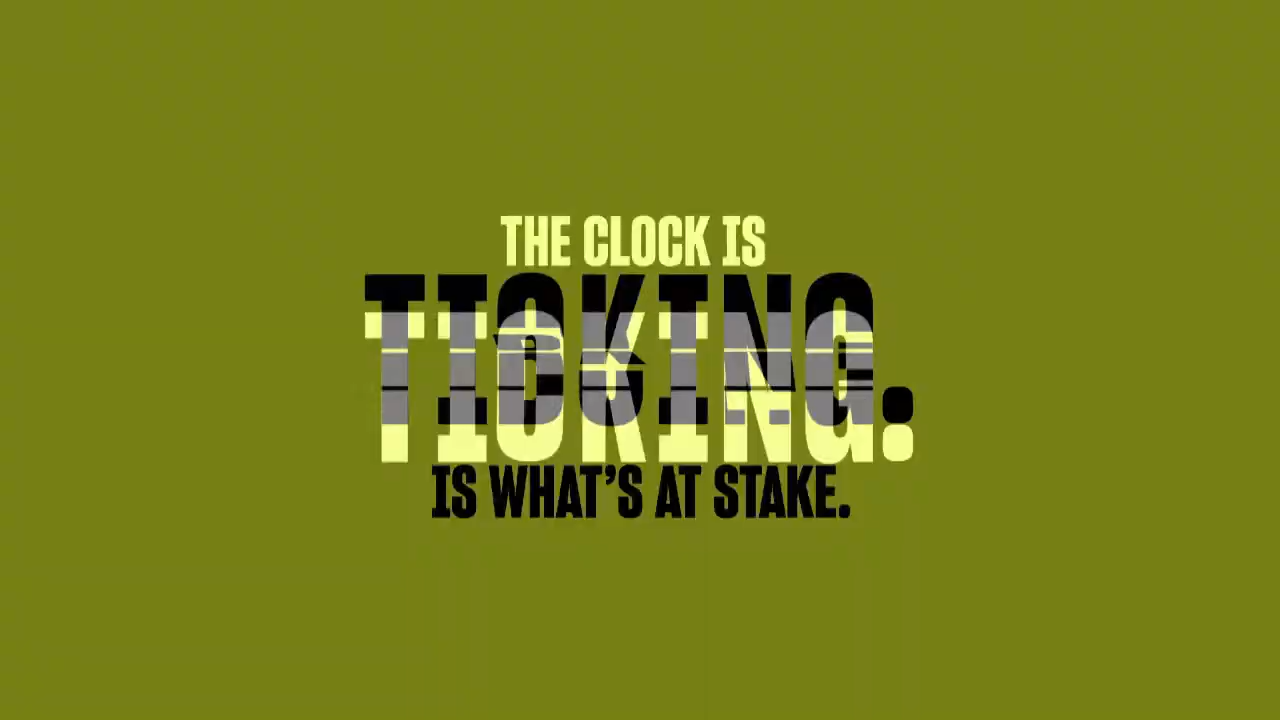 THE CLOCK IS
TICKING.
IS WHAT'S AT STAKE.